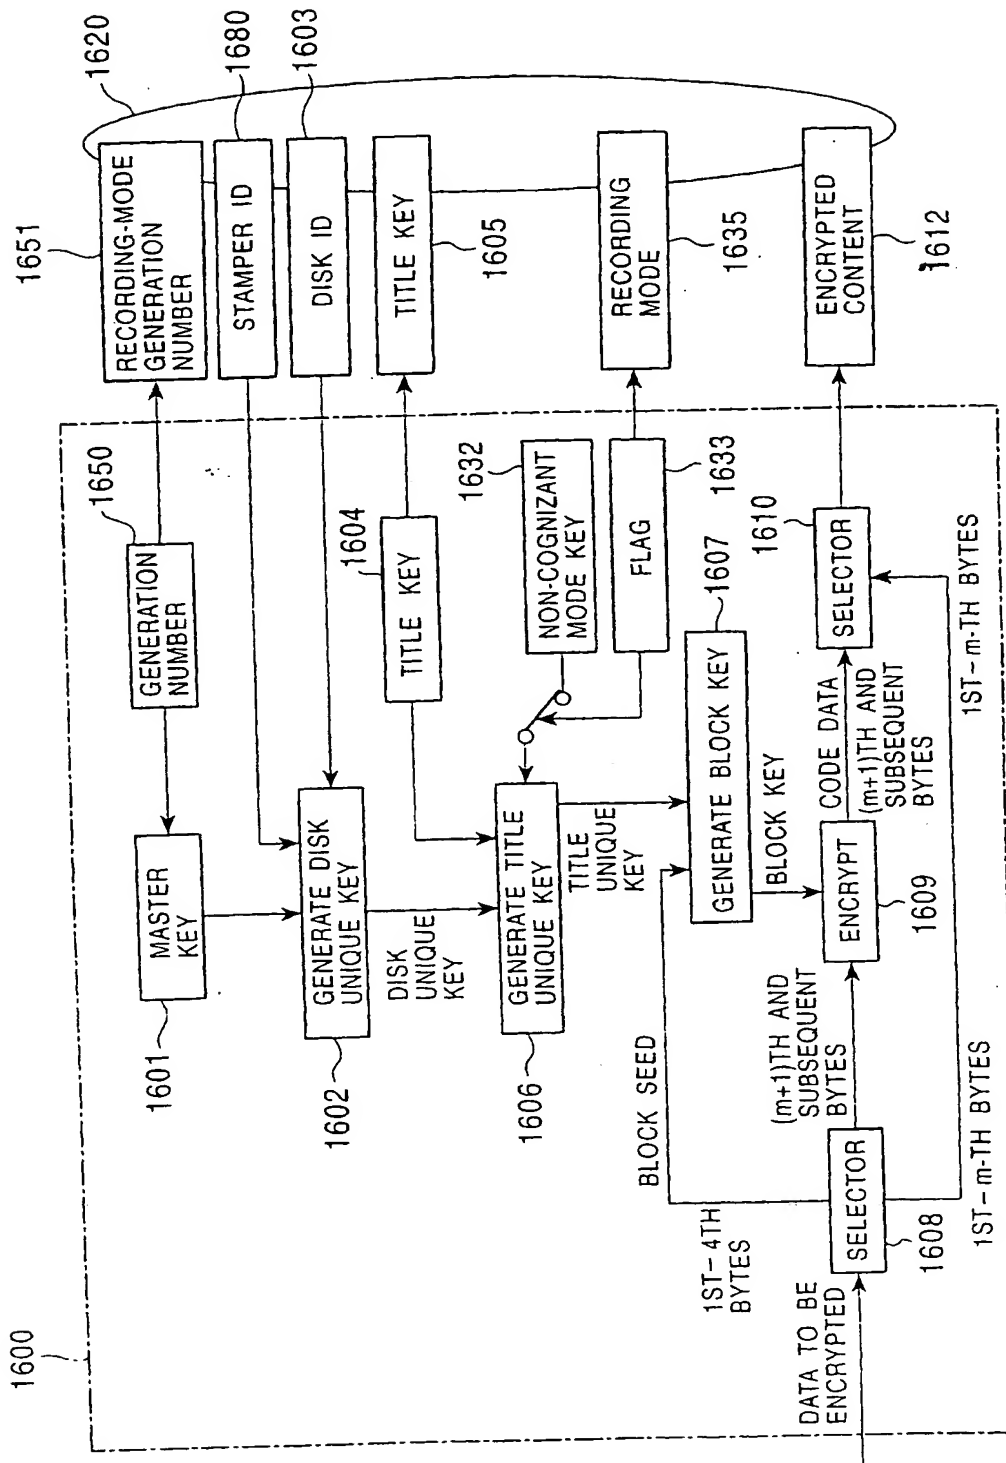 1600
1620
1651
RECORDING-MODE
GENERATION
NUMBER
1680
STAMPER ID
1603
DISK ID
TITLE KEY
1605
RECORDING
MODE
1635
ENCRYPTED
CONTENT
1612
1650
GENERATION
NUMBER
MASTER
KEY
1601
GENERATE DISK
UNIQUE KEY
1602
DISK
UNIQUE
KEY
1604
TITLE KEY
1632
NON-COGNIZANT
MODE KEY
FLAG
1633
GENERATE TITLE
UNIQUE KEY
1606
TITLE
UNIQUE
KEY
1607
GENERATE BLOCK KEY
BLOCK KEY
BLOCK SEED
1ST-4TH
BYTES
DATA TO BE
ENCRYPTED
SELECTOR
1608
(m+1)TH AND
SUBSEQUENT
BYTES
ENCRYPT
1609
CODE DATA
(m+1)TH AND
SUBSEQUENT
BYTES
1610
SELECTOR
1ST-m-TH BYTES
1ST-m-TH BYTES